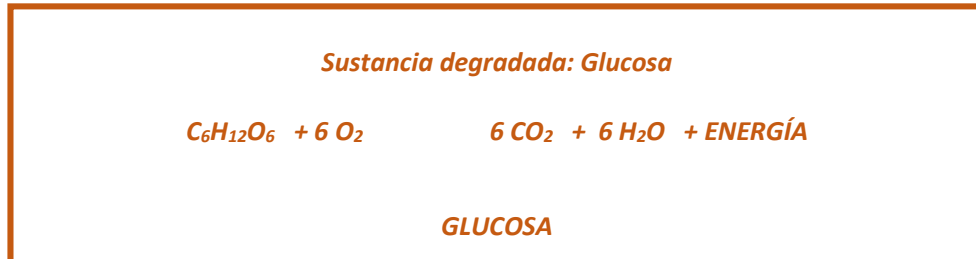 Sustancia degradada: Glucosa
C₆H₁₂O₆ + 6 O₂ 6 CO₂ + 6 H₂O + ENERGÍA
GLUCOSA